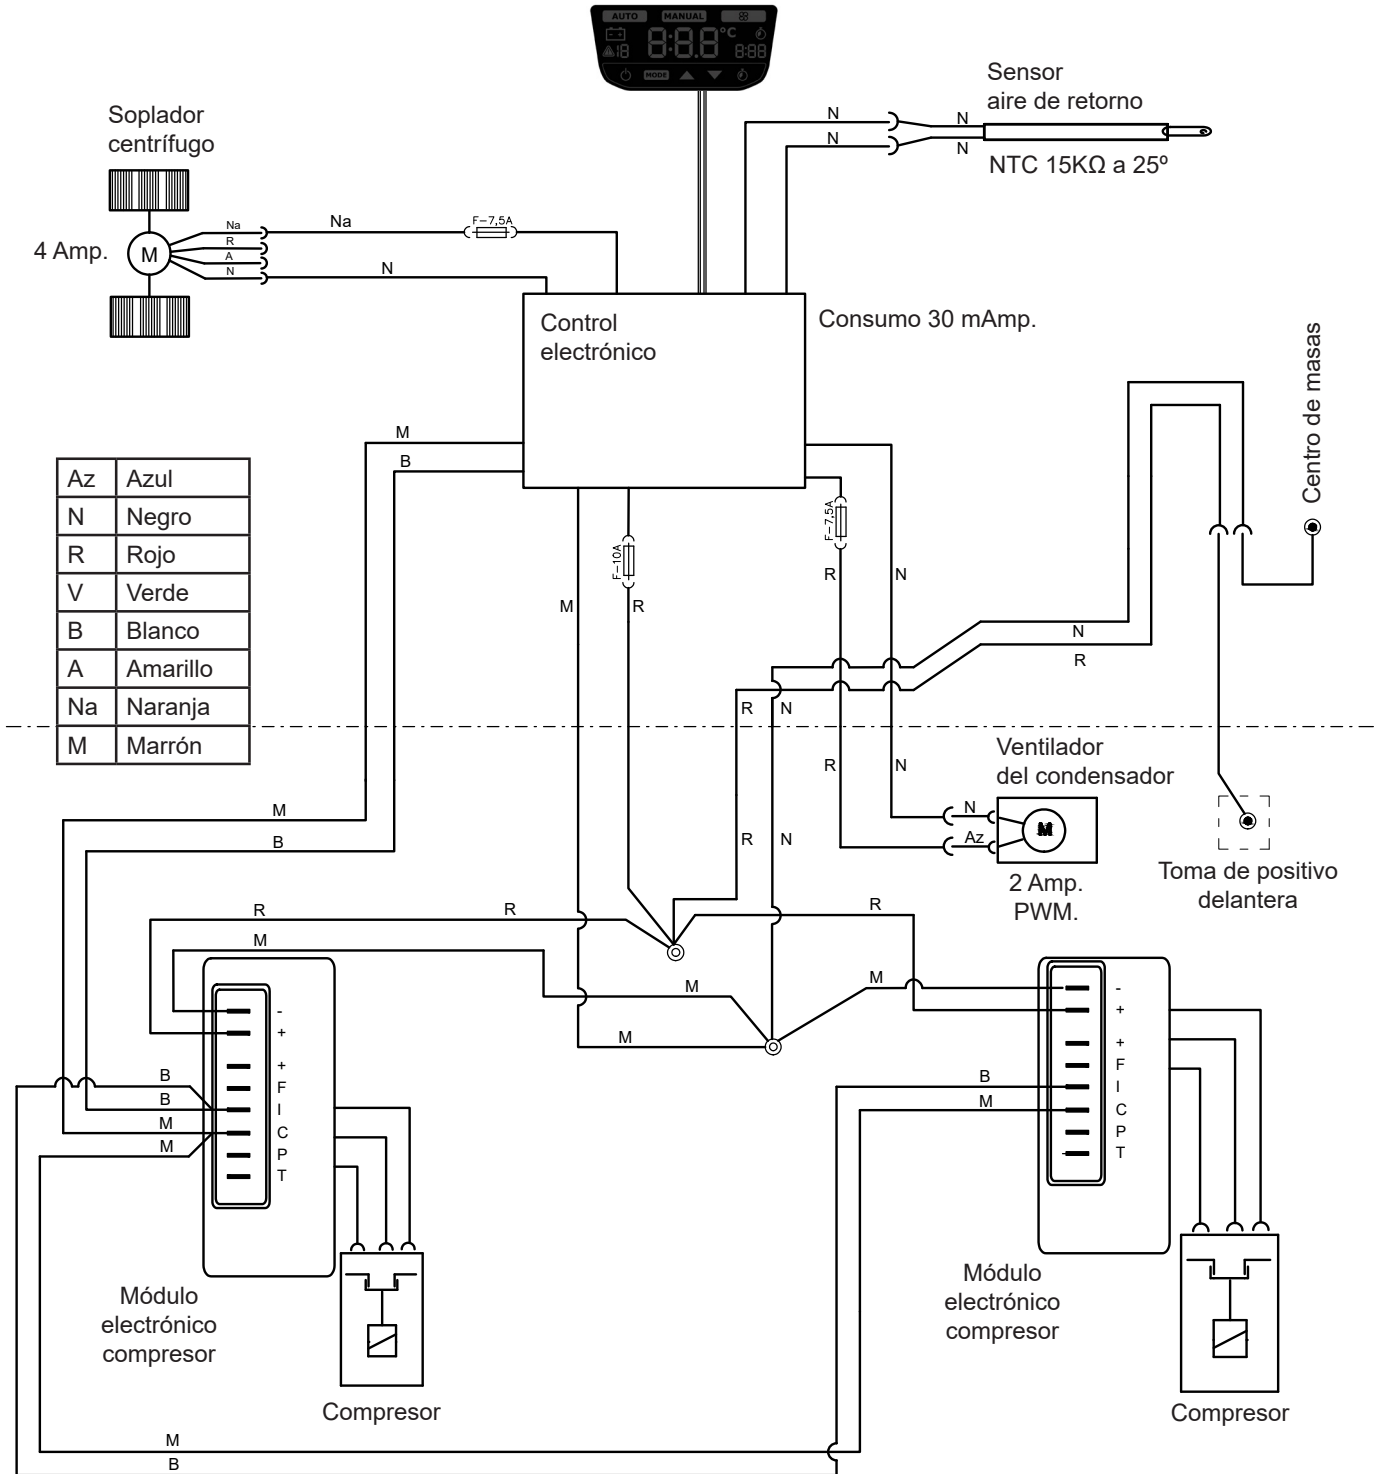 AUTO MANUAL
8:8.8 °C
18 8:88
MODE
Sensor
aire de retorno
N
N
N
N
NTC 15KΩ a 25º
Soplador
centrífugo
4 Amp.
M
Na
R
A
N
Na
N
F-7,5A
Control
electrónico
Consumo 30 mAmp.
Centro de masas
M
B
Az Azul
N Negro
R Rojo
V Verde
B Blanco
A Amarillo
Na Naranja
M Marrón
F-10A
F-7,5A
M
R
R
N
N
R
R
N
R
N
M
B
R
N
Ventilador
del condensador
N
Az
M
2 Amp.
PWM.
Toma de positivo
delantera
R
R
R
M
M
M
M
-
+
+
F
I
C
P
T
B
B
M
M
Módulo
electrónico
compresor
Compresor
-
+
+
F
I
C
P
T
B
M
Módulo
electrónico
compresor
Compresor
M
B